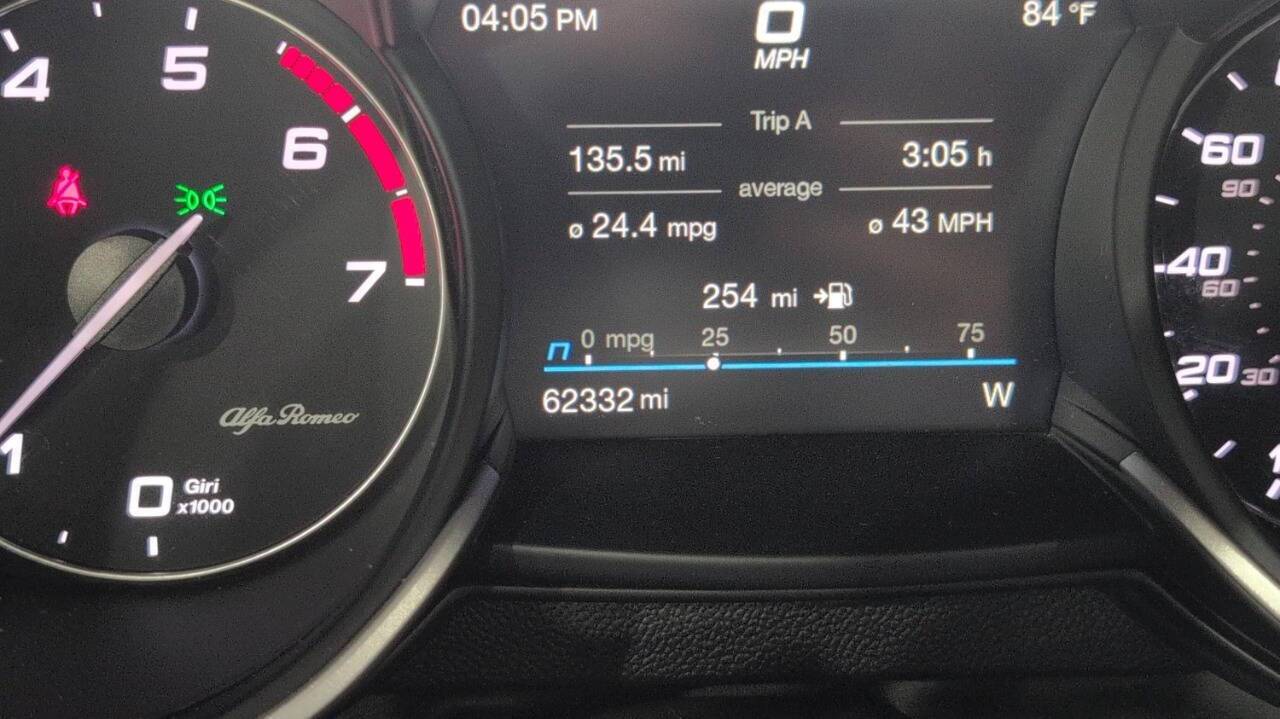 04:05 PM
0
MPH
84 °F
Trip A
135.5 mi
3:05 h
average
ø 24.4 mpg
ø 43 MPH
254 mi
0 mpg 25 50 75
62332 mi
W
4
5
6
7
1
Alfa Romeo
0 Giri
x1000
60
90
40
60
20
30